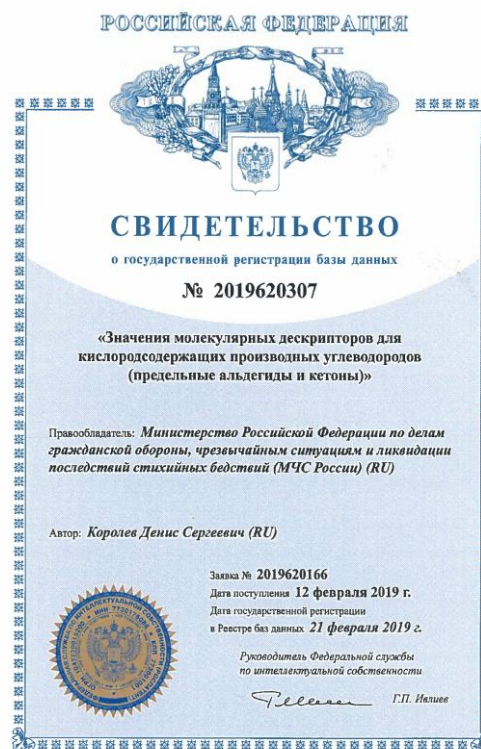 РОССИЙСКАЯ ФЕДЕРАЦИЯ
СВИДЕТЕЛЬСТВО
о государственной регистрации базы данных
№ 2019620307
«Значения молекулярных дескрипторов для
кислородсодержащих производных углеводородов
(предельные альдегиды и кетоны)»
Правообладатель: Министерство Российской Федерации по делам
гражданской обороны, чрезвычайным ситуациям и ликвидации
последствий стихийных бедствий (МЧС России) (RU)
Автор: Королев Денис Сергеевич (RU)
Заявка № 2019620166
Дата поступления 12 февраля 2019 г.
Дата государственной регистрации
в Реестре баз данных 21 февраля 2019 г.
Руководитель Федеральной службы
по интеллектуальной собственности
Г.П. Ивлиев